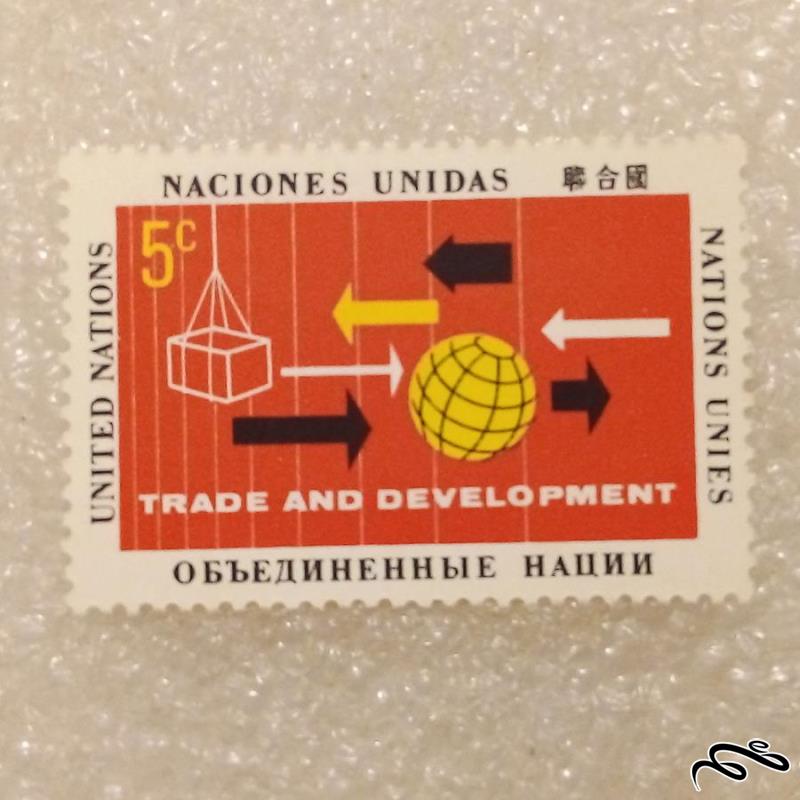 NACIONES UNIDAS 聯合國
UNITED NATIONS
5c
NATIONS UNIES
TRADE AND DEVELOPMENT
ОБЪЕДИНЕННЫЕ НАЦИИ